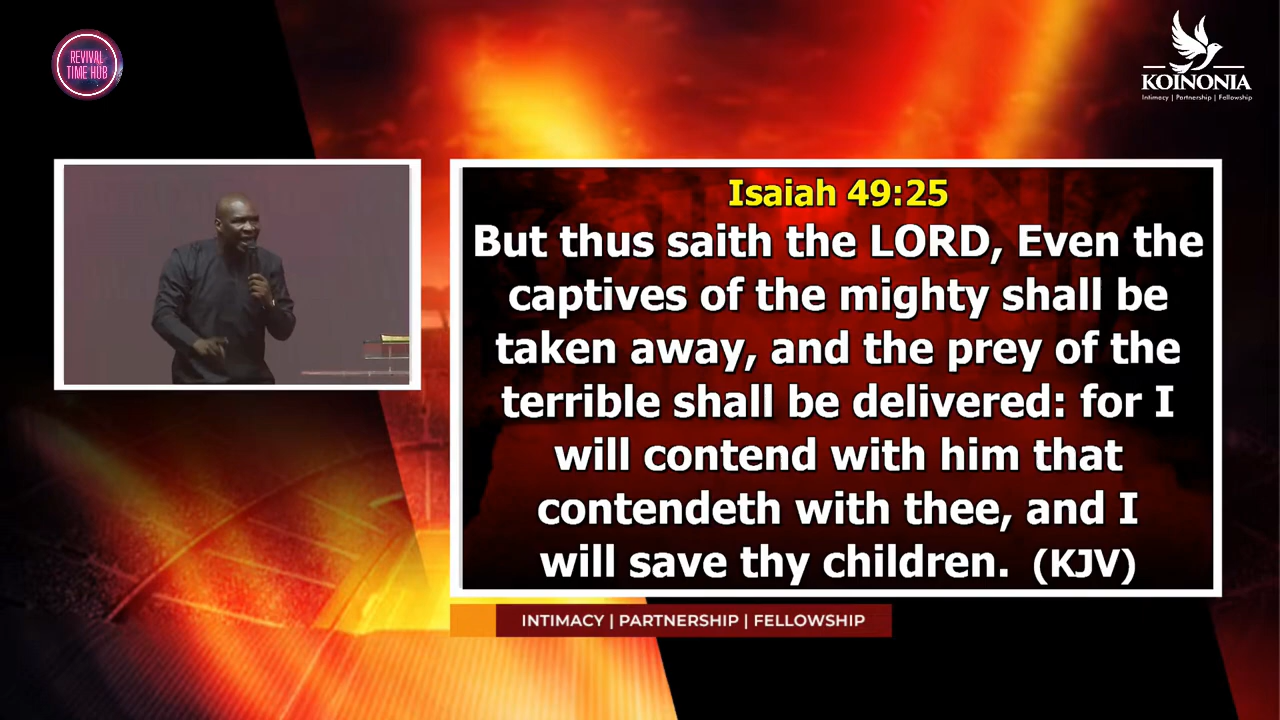 REVIVAL
TIME HUB
KOINONIA
Intimacy | Partnership | Fellowship
Isaiah 49:25
But thus saith the LORD, Even the
captives of the mighty shall be
taken away, and the prey of the
terrible shall be delivered: for I
will contend with him that
contendeth with thee, and I
will save thy children. (KJV)
INTIMACY | PARTNERSHIP | FELLOWSHIP